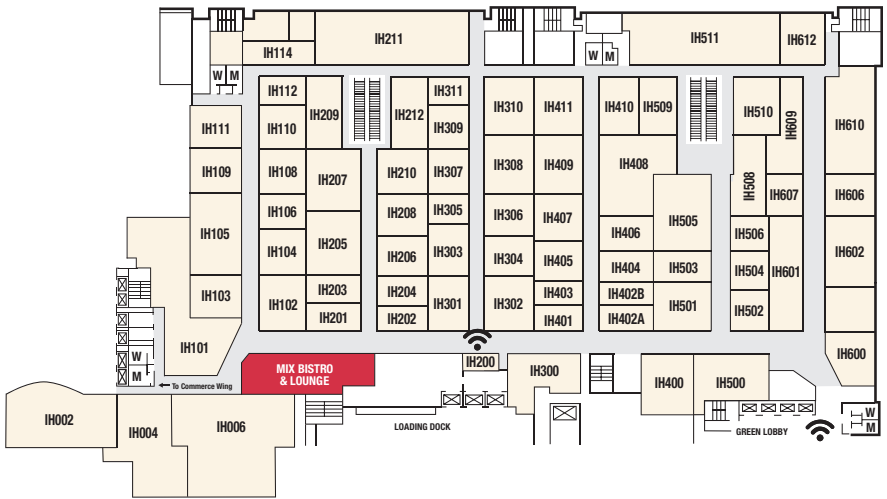 IH211
IH511
IH612
IH114
W
M
W
M
IH112
IH209
IH212
IH311
IH310
IH411
IH410
IH509
IH510
IH609
IH610
IH111
IH110
IH309
IH109
IH108
IH207
IH210
IH307
IH308
IH409
IH408
IH508
IH607
IH606
IH106
IH208
IH305
IH306
IH407
IH505
IH105
IH104
IH205
IH206
IH303
IH304
IH405
IH406
IH506
IH601
IH602
IH404
IH503
IH504
IH103
IH102
IH203
IH204
IH301
IH302
IH403
IH402B
IH501
IH502
IH201
IH202
IH401
IH402A
IH101
W
M
To Commerce Wing
MIX BISTRO
& LOUNGE
IH200
IH300
IH400
IH500
IH600
IH002
IH004
IH006
LOADING DOCK
GREEN LOBBY
W
M